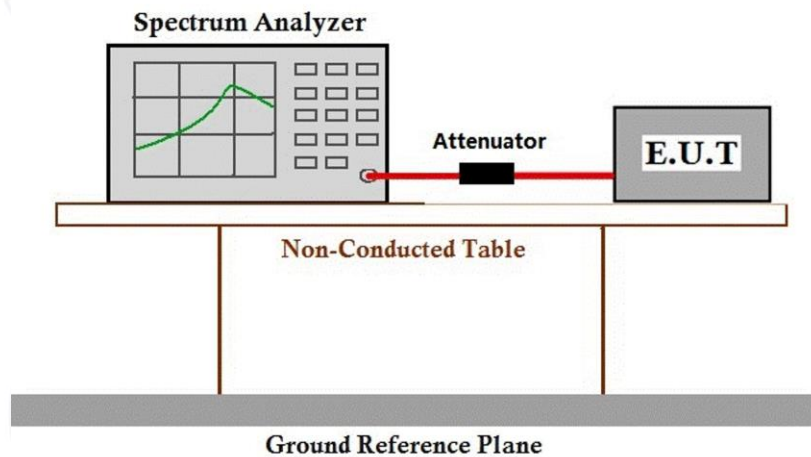 Spectrum Analyzer
Attenuator
E.U.T
Non-Conducted Table
Ground Reference Plane